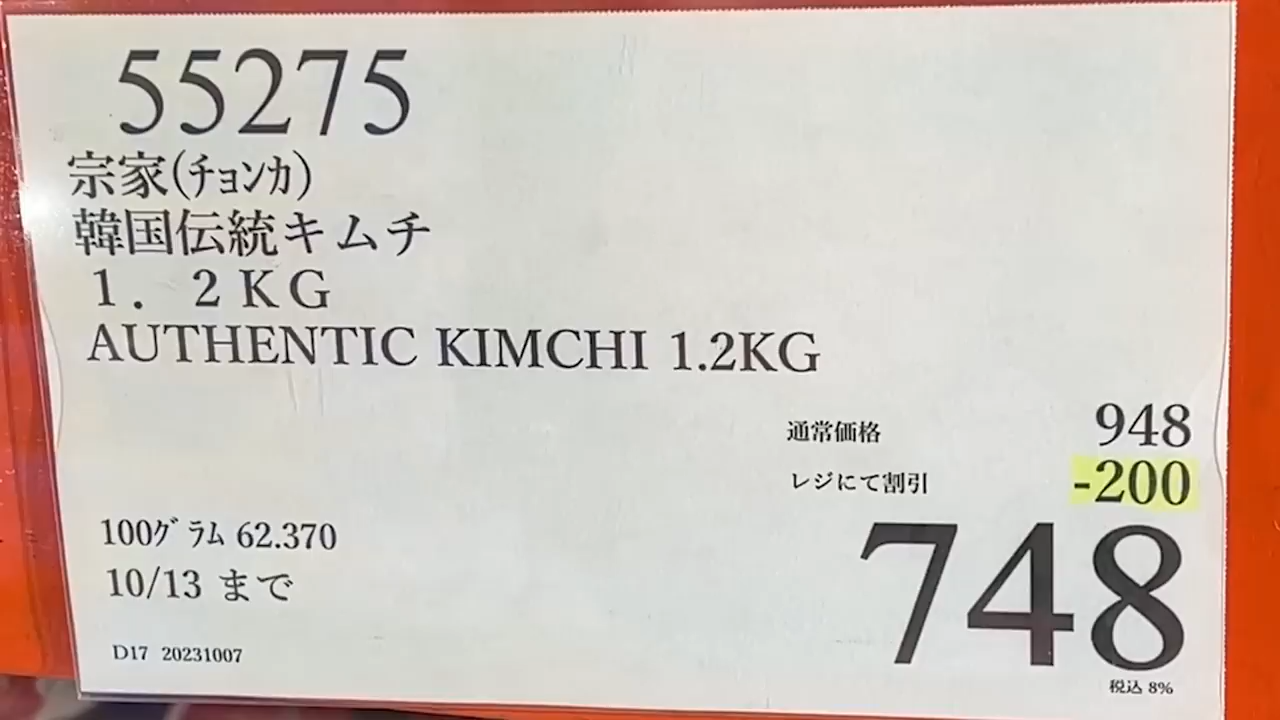 55275
宗家(ﾁｮﾝｶ)
韓国伝統キムチ
１．２ＫＧ
AUTHENTIC KIMCHI 1.2KG
通常価格 948
レジにて割引 -200
748
税込 8%
100ｸﾞﾗﾑ 62.370
10/13 まで
D17 20231007